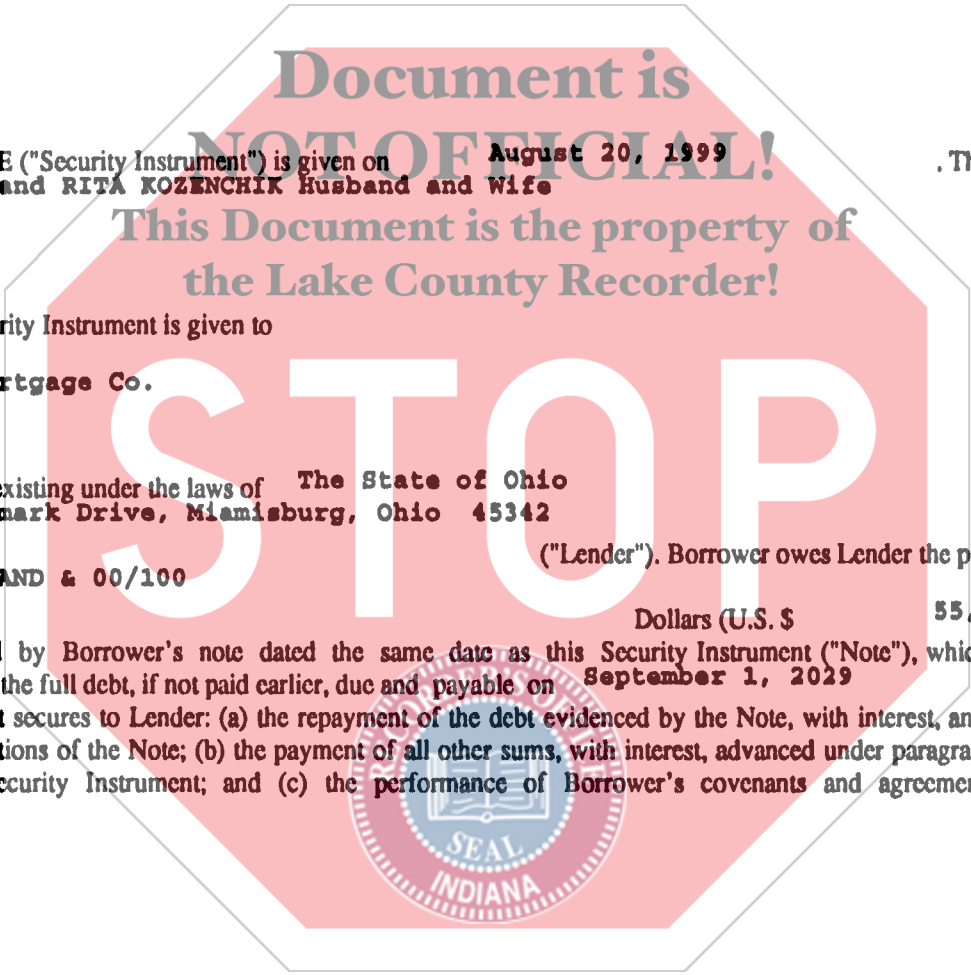 Document is
NOT OFFICIAL!
E ("Security Instrument") is given on August 20, 1999 . Th
and RITA KOZENCHIK Husband and Wife
This Document is the property of
the Lake County Recorder!
rity Instrument is given to
rtgage Co.
STOP
existing under the laws of The State of Ohio
mark Drive, Miamisburg, Ohio 45342
("Lender"). Borrower owes Lender the p
AND & 00/100
Dollars (U.S. $ 55,
by Borrower's note dated the same date as this Security Instrument ("Note"), whic
the full debt, if not paid earlier, due and payable on September 1, 2029
t secures to Lender: (a) the repayment of the debt evidenced by the Note, with interest, an
tions of the Note; (b) the payment of all other sums, with interest, advanced under paragra
ecurity Instrument; and (c) the performance of Borrower's covenants and agreemen
SEAL
INDIANA